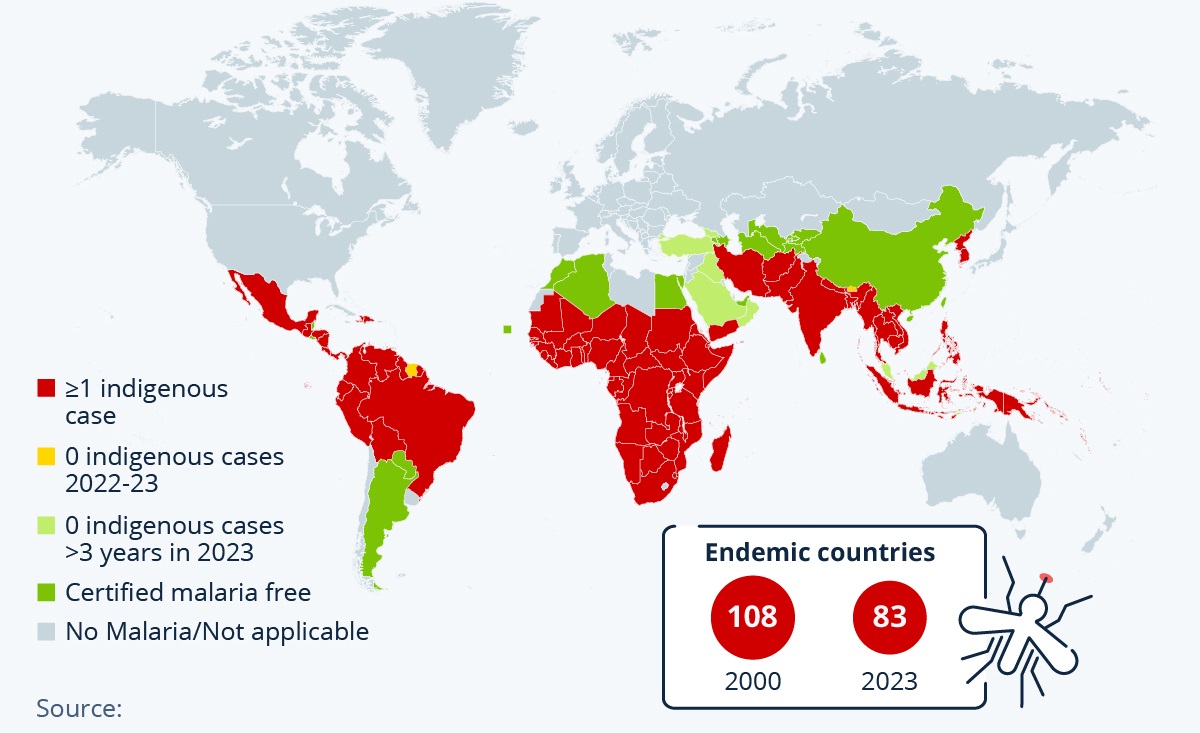 ≥1 indigenous
case
0 indigenous cases
2022-23
0 indigenous cases
>3 years in 2023
Certified malaria free
No Malaria/Not applicable
Source:
Endemic countries
108
83
2000
2023